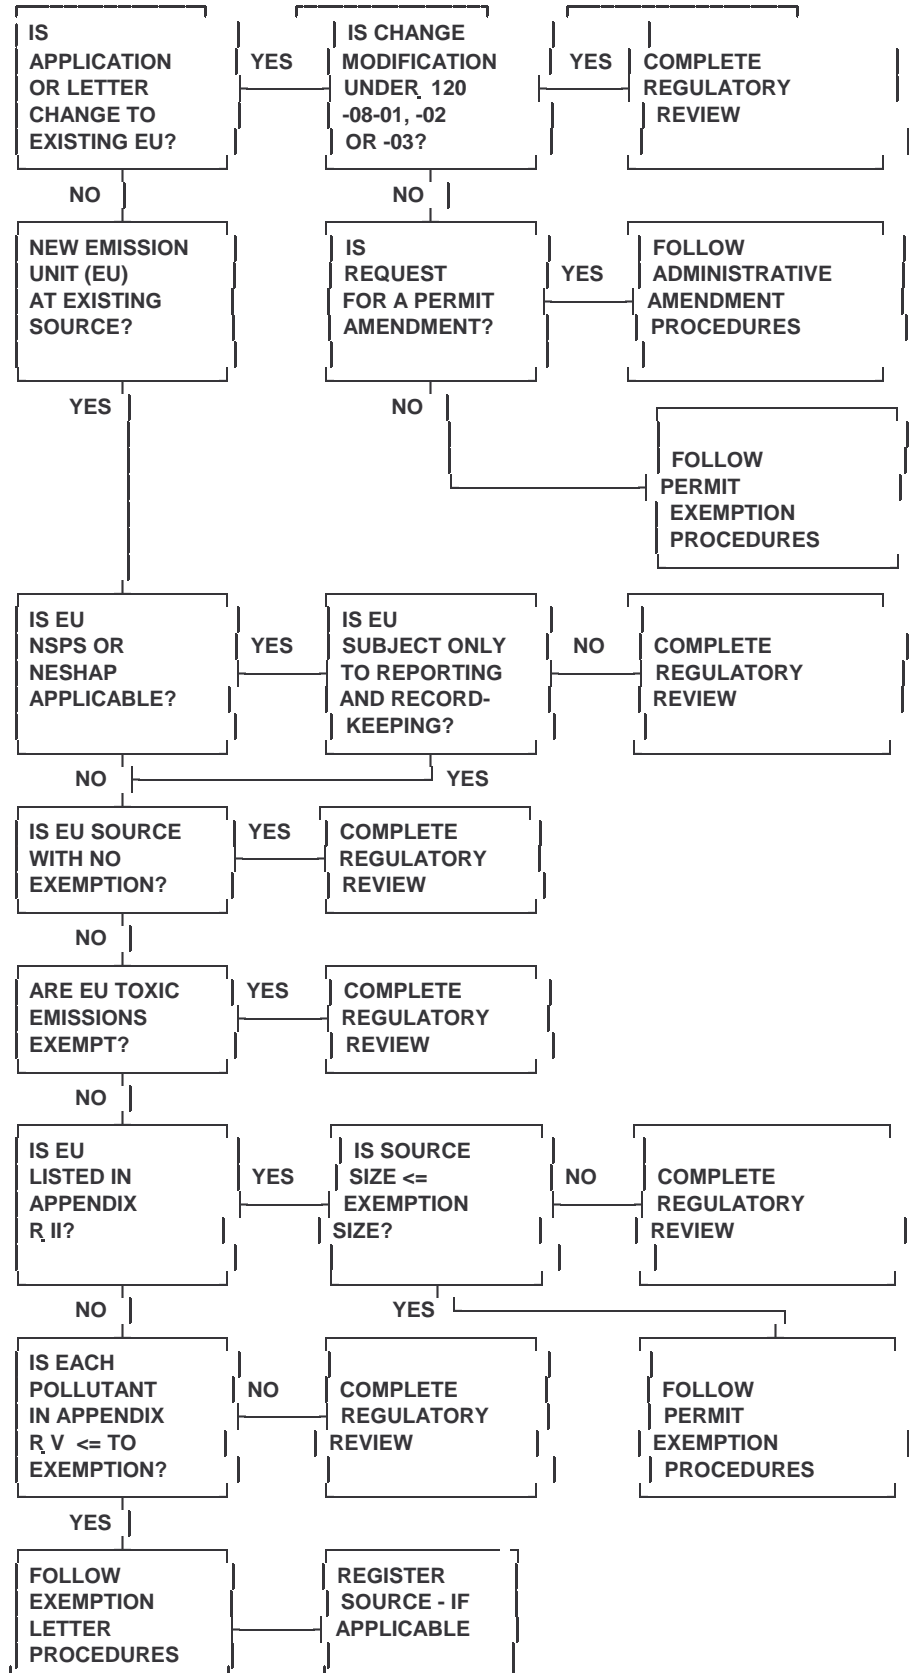 IS
APPLICATION
OR LETTER
CHANGE TO
EXISTING EU?
YES
IS CHANGE
MODIFICATION
UNDER 120
-08-01, -02
OR -03?
YES
COMPLETE
REGULATORY
REVIEW
NO
NO
NEW EMISSION
UNIT (EU)
AT EXISTING
SOURCE?
IS
REQUEST
FOR A PERMIT
AMENDMENT?
YES
FOLLOW
ADMINISTRATIVE
AMENDMENT
PROCEDURES
YES
NO
FOLLOW
PERMIT
EXEMPTION
PROCEDURES
IS EU
NSPS OR
NESHAP
APPLICABLE?
YES
IS EU
SUBJECT ONLY
TO REPORTING
AND RECORD-
KEEPING?
NO
COMPLETE
REGULATORY
REVIEW
NO
YES
IS EU SOURCE
WITH NO
EXEMPTION?
YES
COMPLETE
REGULATORY
REVIEW
NO
ARE EU TOXIC
EMISSIONS
EXEMPT?
YES
COMPLETE
REGULATORY
REVIEW
NO
IS EU
LISTED IN
APPENDIX
R II?
YES
IS SOURCE
SIZE <=
EXEMPTION
SIZE?
NO
COMPLETE
REGULATORY
REVIEW
NO
YES
IS EACH
POLLUTANT
IN APPENDIX
R V <= TO
EXEMPTION?
NO
COMPLETE
REGULATORY
REVIEW
FOLLOW
PERMIT
EXEMPTION
PROCEDURES
YES
FOLLOW
EXEMPTION
LETTER
PROCEDURES
REGISTER
SOURCE - IF
APPLICABLE